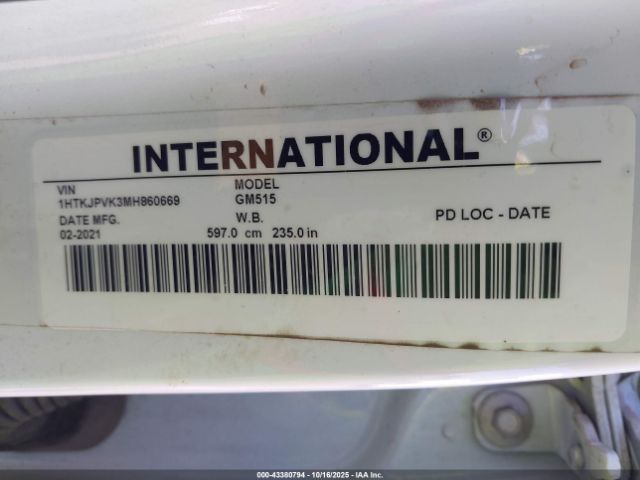 INTERNATIONAL®
VIN
1HTKJPVK3MH860669
MODEL
GM515
DATE MFG.
02-2021
W.B.
597.0 cm 235.0 in
PD LOC - DATE
000-43380794 - 10/16/2025 - IAA Inc.